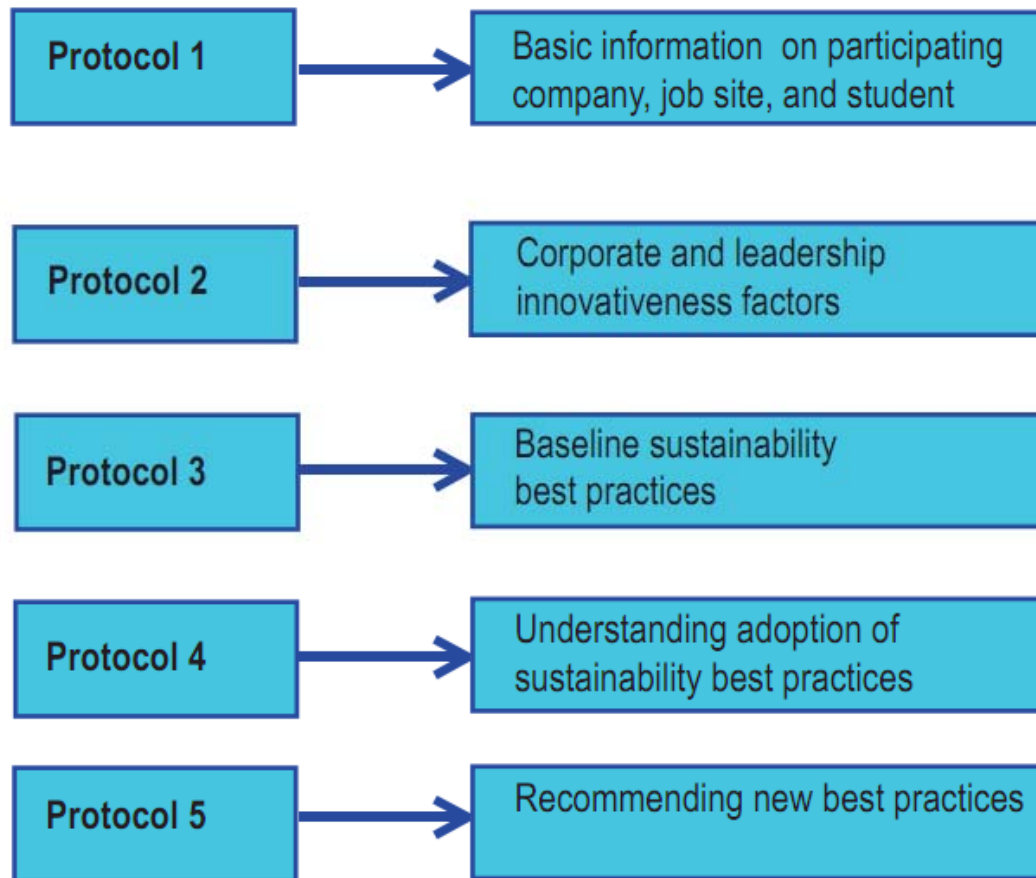 Protocol 1
Basic information on participating
company, job site, and student
Protocol 2
Corporate and leadership
innovativeness factors
Protocol 3
Baseline sustainability
best practices
Protocol 4
Understanding adoption of
sustainability best practices
Protocol 5
Recommending new best practices